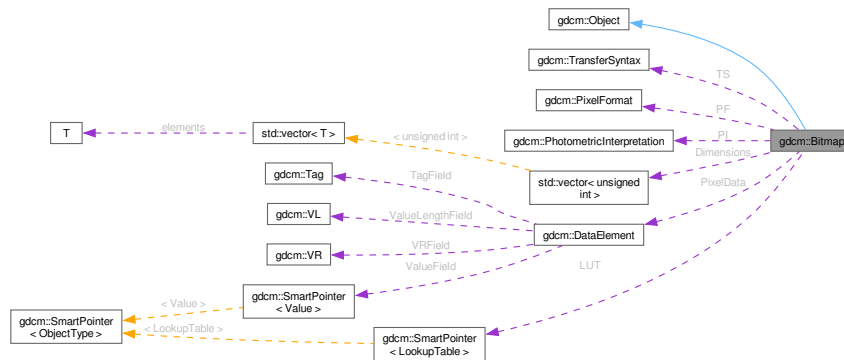 gdcm::Object
gdcm::TransferSyntax
TS
gdcm::PixelFormat
PF
T
elements
std::vector< T >
< unsigned int >
gdcm::PhotometricInterpretation
PI
gdcm::Bitmap
Dimensions
gdcm::Tag
TagField
std::vector< unsigned
int >
PixelData
gdcm::VL
ValueLengthField
gdcm::DataElement
gdcm::VR
VRField
ValueField
LUT
gdcm::SmartPointer
< Value >
< Value >
gdcm::SmartPointer
< ObjectType >
< LookupTable >
gdcm::SmartPointer
< LookupTable >